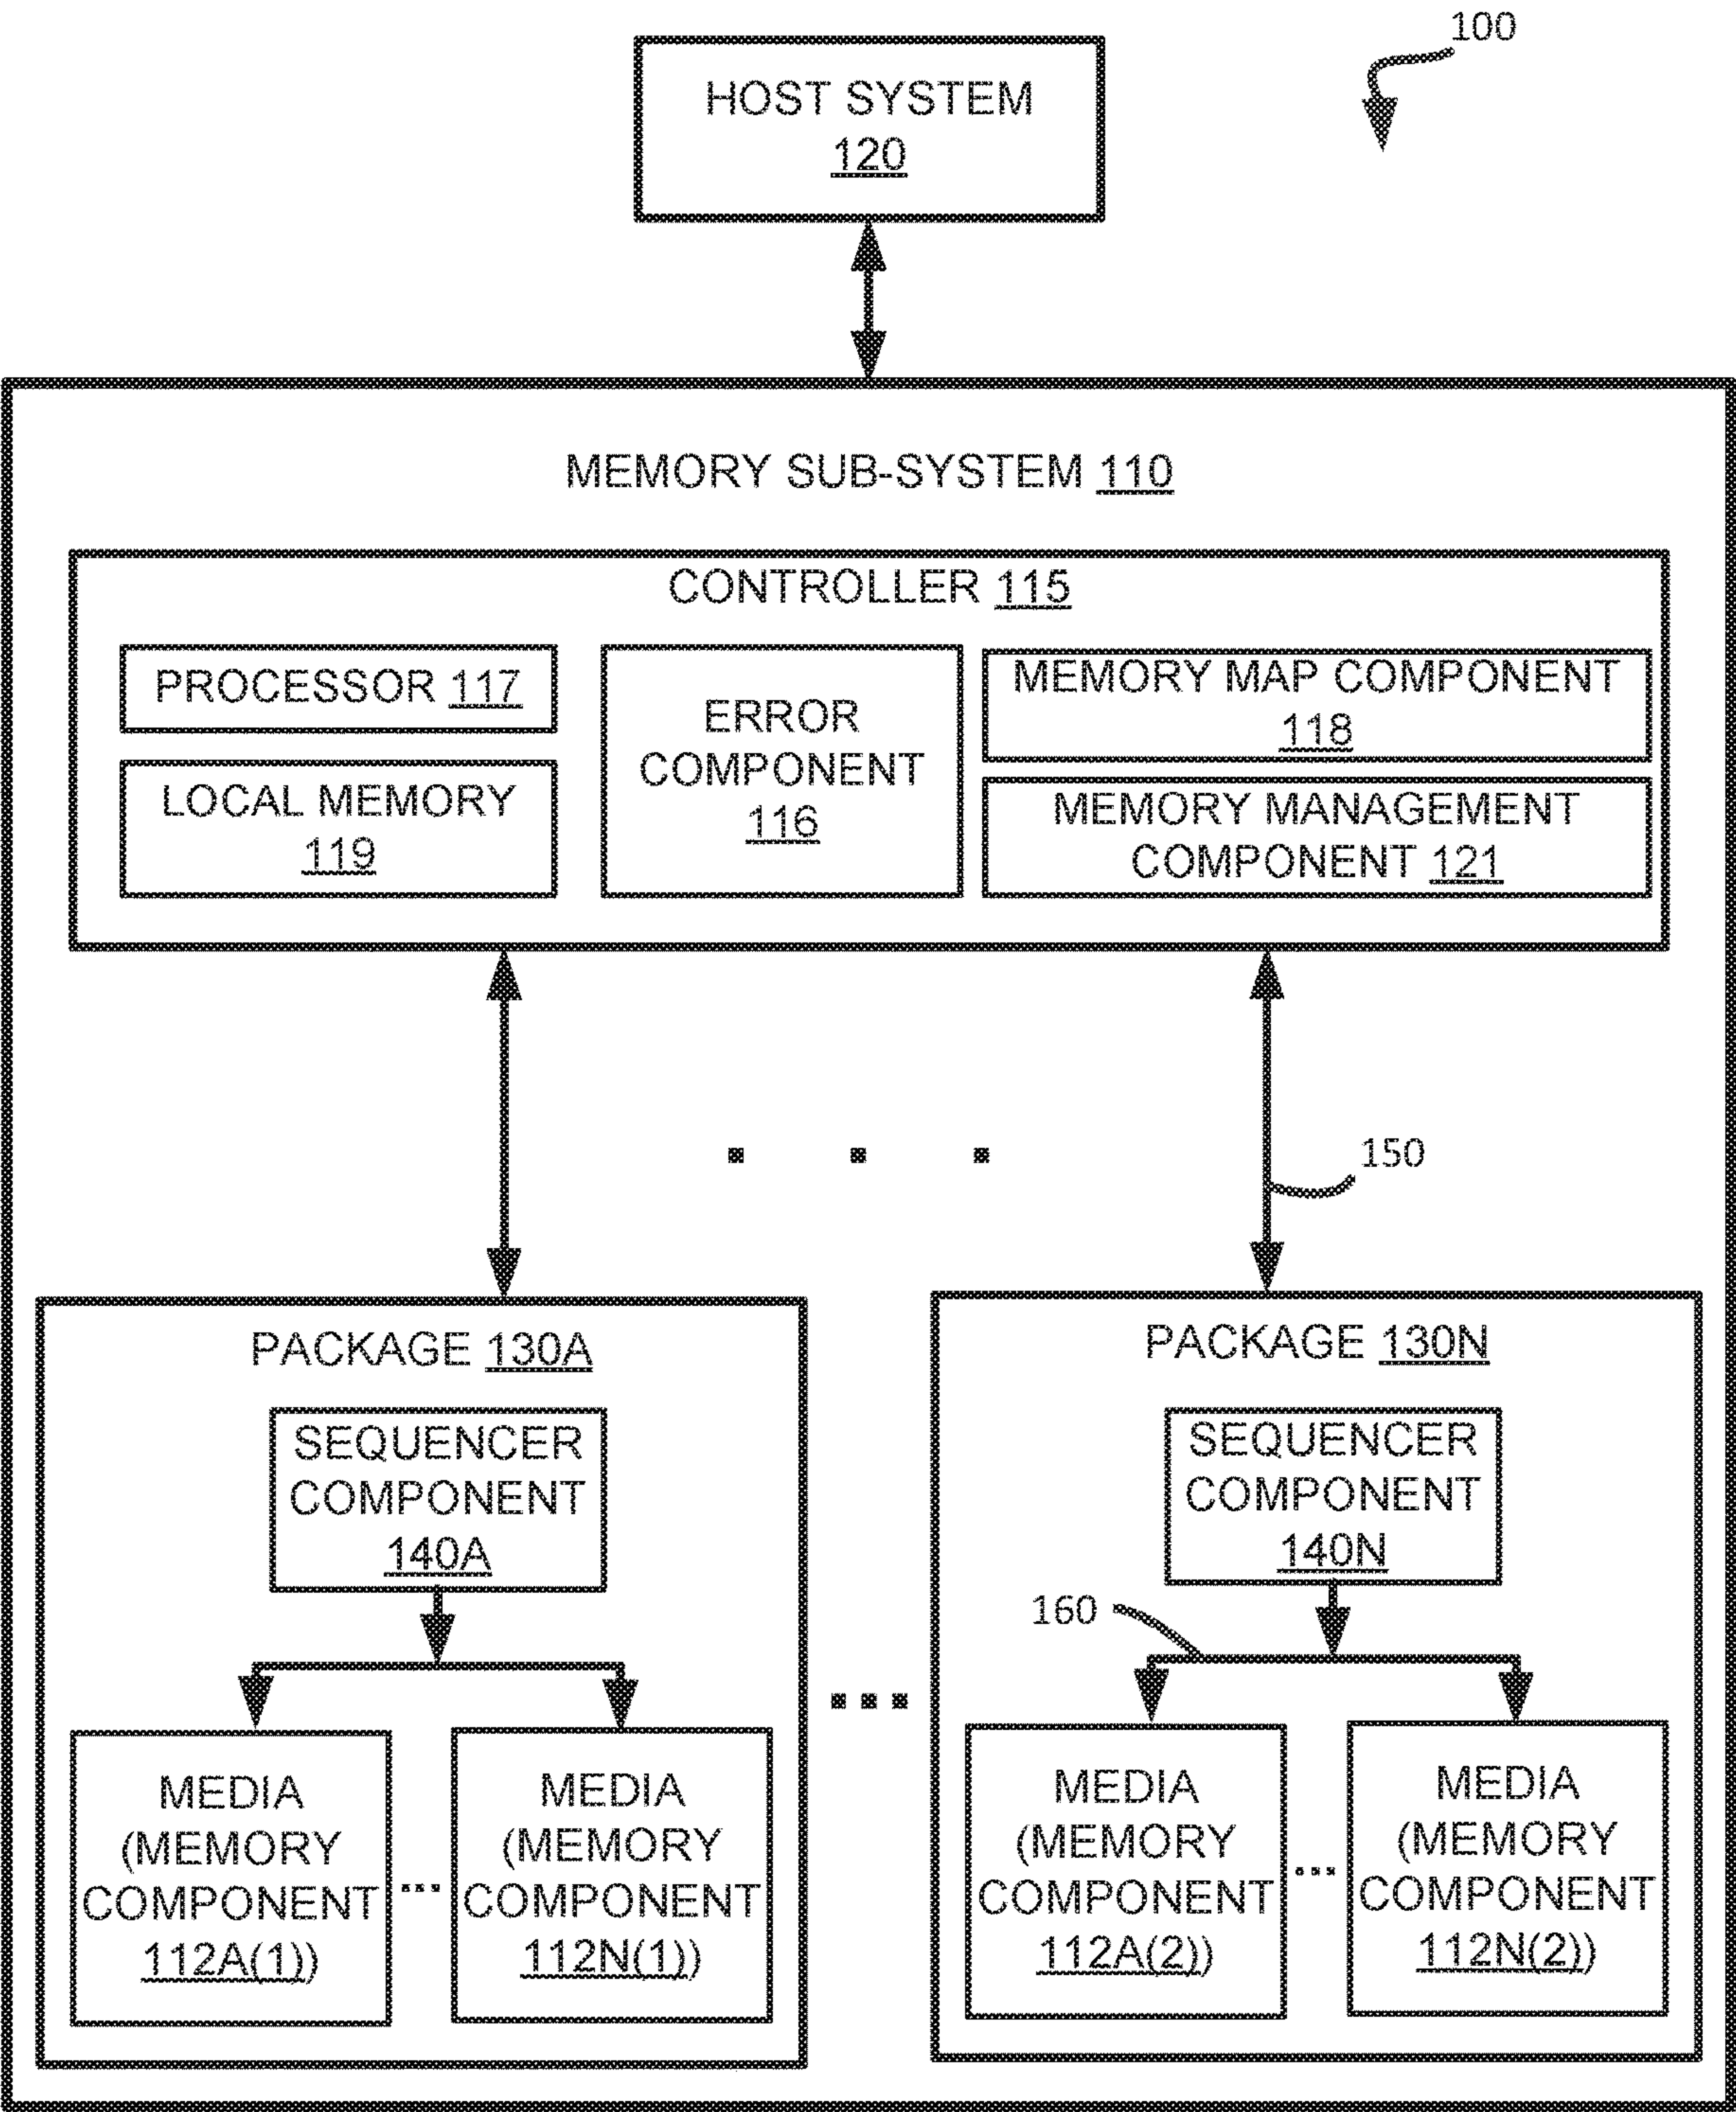 100
HOST SYSTEM
120
MEMORY SUB-SYSTEM 110
CONTROLLER 115
PROCESSOR 117
LOCAL MEMORY
119
ERROR
COMPONENT
116
MEMORY MAP COMPONENT
118
MEMORY MANAGEMENT
COMPONENT 121
150
PACKAGE 130A
SEQUENCER
COMPONENT
140A
MEDIA
(MEMORY
COMPONENT
112A(1))
...
MEDIA
(MEMORY
COMPONENT
112N(1))
...
PACKAGE 130N
SEQUENCER
COMPONENT
140N
160
MEDIA
(MEMORY
COMPONENT
112A(2))
...
MEDIA
(MEMORY
COMPONENT
112N(2))